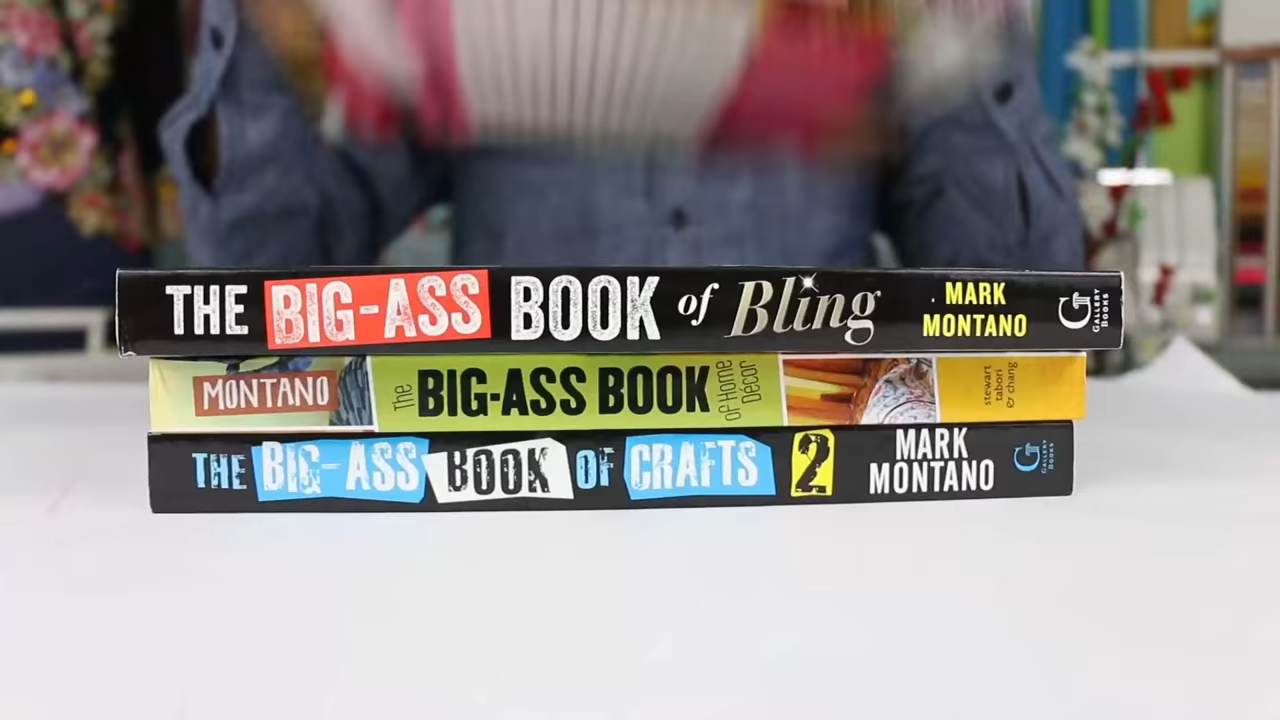 THE BIG-ASS BOOK of Bling MARK MONTANO GALLERY BOOKS
MONTANO The BIG-ASS BOOK of Home Décor stewart tabori & chang
THE BIG-ASS BOOK OF CRAFTS 2 MARK MONTANO GALLERY BOOKS